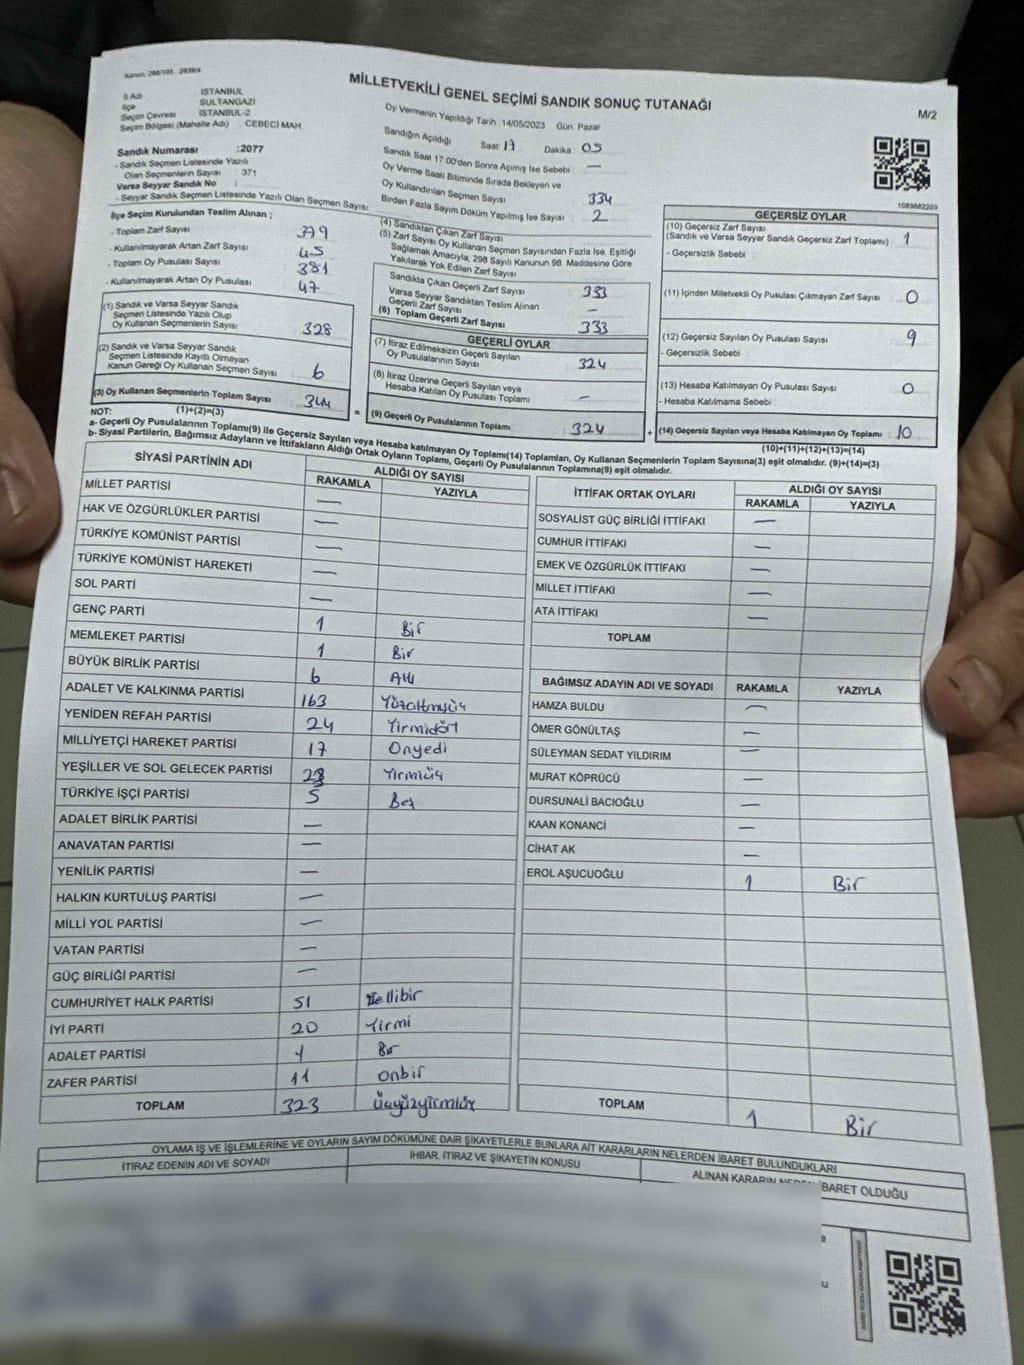 Kanun, 298/105 , 2839/4
MİLLETVEKİLİ GENEL SEÇİMİ SANDIK SONUÇ TUTANAĞI
M/2
İl Adı : İSTANBUL
İlçe : SULTANGAZİ
Seçim Çevresi : İSTANBUL-2
Seçim Bölgesi (Mahalle Adı) : CEBECİ MAH.
Sandık Numarası :2077
- Sandık Seçmen Listesinde Yazılı
Olan Seçmenlerin Sayısı : 371
Varsa Seyyar Sandık No :
- Seyyar Sandık Seçmen Listesinde Yazılı Olan Seçmen Sayısı :
Oy Vermenin Yapıldığı Tarih :14/05/2023 Gün: Pazar
Sandığın Açıldığı Saat: 17 Dakika: 05
Sandık Saat 17:00'den Sonra Açımış İse Sebebi : —
Oy Verme Saati Bitiminde Sırada Bekleyen ve
Oy Kullandırılan Seçmen Sayısı : 334
Birden Fazla Sayım Döküm Yapılmış İse Sayısı : 2
1083682203
İlçe Seçim Kurulundan Teslim Alınan ;
- Toplam Zarf Sayısı : 379
- Kullanılmayarak Artan Zarf Sayısı : 45
- Toplam Oy Pusulası Sayısı : 381
- Kullanılmayarak Artan Oy Pusulası : 47
(1) Sandık ve Varsa Seyyar Sandık
Seçmen Listesinde Yazılı Olup
Oy Kullanan Seçmenlerin Sayısı : 328
(2) Sandık ve Varsa Seyyar Sandık
Seçmen Listesinde Kayıtlı Olmayan
Kanun Gereği Oy Kullanan Seçmen Sayısı : 6
(3) Oy Kullanan Seçmenlerin Toplam Sayısı : 344
(4) Sandıktan Çıkan Zarf Sayısı
(5) Zarf Sayısı Oy Kullanan Seçmen Sayısından Fazla İse, Eşitliği
Sağlamak Amacıyla, 298 Sayılı Kanunun 98. Maddesine Göre
Yakılarak Yok Edilen Zarf Sayısı
Sandıkta Çıkan Geçerli Zarf Sayısı : 333
Varsa Seyyar Sandıktan Teslim Alınan
Geçerli Zarf Sayısı : —
(6) Toplam Geçerli Zarf Sayısı : 333
GEÇERLİ OYLAR
(7) İtiraz Edilmeksizin Geçerli Sayılan
Oy Pusulalarının Sayısı : 324
(8) İtiraz Üzerine Geçerli Sayılan veya
Hesaba Katılan Oy Pusulası Toplamı : —
= (9) Geçerli Oy Pusulalarının Toplamı : 324 +
GEÇERSİZ OYLAR
(10) Geçersiz Zarf Sayısı
(Sandık ve Varsa Seyyar Sandık Geçersiz Zarf Toplamı) : 1
- Geçersizlik Sebebi :
(11) İçinden Milletvekili Oy Pusulası Çıkmayan Zarf Sayısı : 0
(12) Geçersiz Sayılan Oy Pusulası Sayısı : 9
- Geçersizlik Sebebi :
(13) Hesaba Katılmayan Oy Pusulası Sayısı : 0
- Hesaba Katılmama Sebebi :
(14) Geçersiz Sayılan veya Hesaba Katılmayan Oy Toplamı : 10
NOT: (1)+(2)=(3)
(10)+(11)+(12)+(13)=(14)
a- Geçerli Oy Pusulalarının Toplamı(9) ile Geçersiz Sayılan veya Hesaba katılmayan Oy Toplamı(14) Toplamları, Oy Kullanan Seçmenlerin Toplam Sayısına(3) eşit olmalıdır. (9)+(14)=(3)
b- Siyasi Partilerin, Bağımsız Adayların ve İttifakların Aldığı Ortak Oyların Toplamı, Geçerli Oy Pusulalarının Toplamına(9) eşit olmalıdır.
SİYASİ PARTİNİN ADI
ALDIĞI OY SAYISI
RAKAMLA YAZIYLA
MİLLET PARTİSİ —
HAK VE ÖZGÜRLÜKLER PARTİSİ —
TÜRKİYE KOMÜNİST PARTİSİ —
TÜRKİYE KOMÜNİST HAREKETİ —
SOL PARTİ —
GENÇ PARTİ 1 Bir
MEMLEKET PARTİSİ 1 Bir
BÜYÜK BİRLİK PARTİSİ 6 Altı
ADALET VE KALKINMA PARTİSİ 163 Yüzaltmışüç
YENİDEN REFAH PARTİSİ 24 Yirmidört
MİLLİYETÇİ HAREKET PARTİSİ 17 Onyedi
YEŞİLLER VE SOL GELECEK PARTİSİ 23 Yirmiüç
TÜRKİYE İŞÇİ PARTİSİ 5 Beş
ADALET BİRLİK PARTİSİ —
ANAVATAN PARTİSİ —
YENİLİK PARTİSİ —
HALKIN KURTULUŞ PARTİSİ —
MİLLİ YOL PARTİSİ —
VATAN PARTİSİ —
GÜÇ BİRLİĞİ PARTİSİ —
CUMHURİYET HALK PARTİSİ 51 ellibir
İYİ PARTİ 20 Yirmi
ADALET PARTİSİ 1 Bir
ZAFER PARTİSİ 11 onbir
TOPLAM 323 Üçyüzyirmiüç
İTTİFAK ORTAK OYLARI
ALDIĞI OY SAYISI
RAKAMLA YAZIYLA
SOSYALİST GÜÇ BİRLİĞİ İTTİFAKI —
CUMHUR İTTİFAKI —
EMEK VE ÖZGÜRLÜK İTTİFAKI —
MİLLET İTTİFAKI —
ATA İTTİFAKI —
TOPLAM
BAĞIMSIZ ADAYIN ADI VE SOYADI RAKAMLA YAZIYLA
HAMZA BULDU —
ÖMER GÖNÜLTAŞ —
SÜLEYMAN SEDAT YILDIRIM —
MURAT KÖPRÜCÜ —
DURSUNALİ BACIOĞLU —
KAAN KONANCİ —
CİHAT AK —
EROL AŞUCUOĞLU 1 Bir
TOPLAM 1 Bir
OYLAMA İŞ VE İŞLEMLERİNE VE OYLARIN SAYIM DÖKÜMÜNE DAİR ŞİKAYETLERLE BUNLARA AİT KARARLARIN NELERDEN İBARET BULUNDUKLARI
İTİRAZ EDENİN ADI VE SOYADI
İHBAR, İTİRAZ VE ŞİKAYETİN KONUSU
ALINAN KARARIN İBARET OLDUĞU